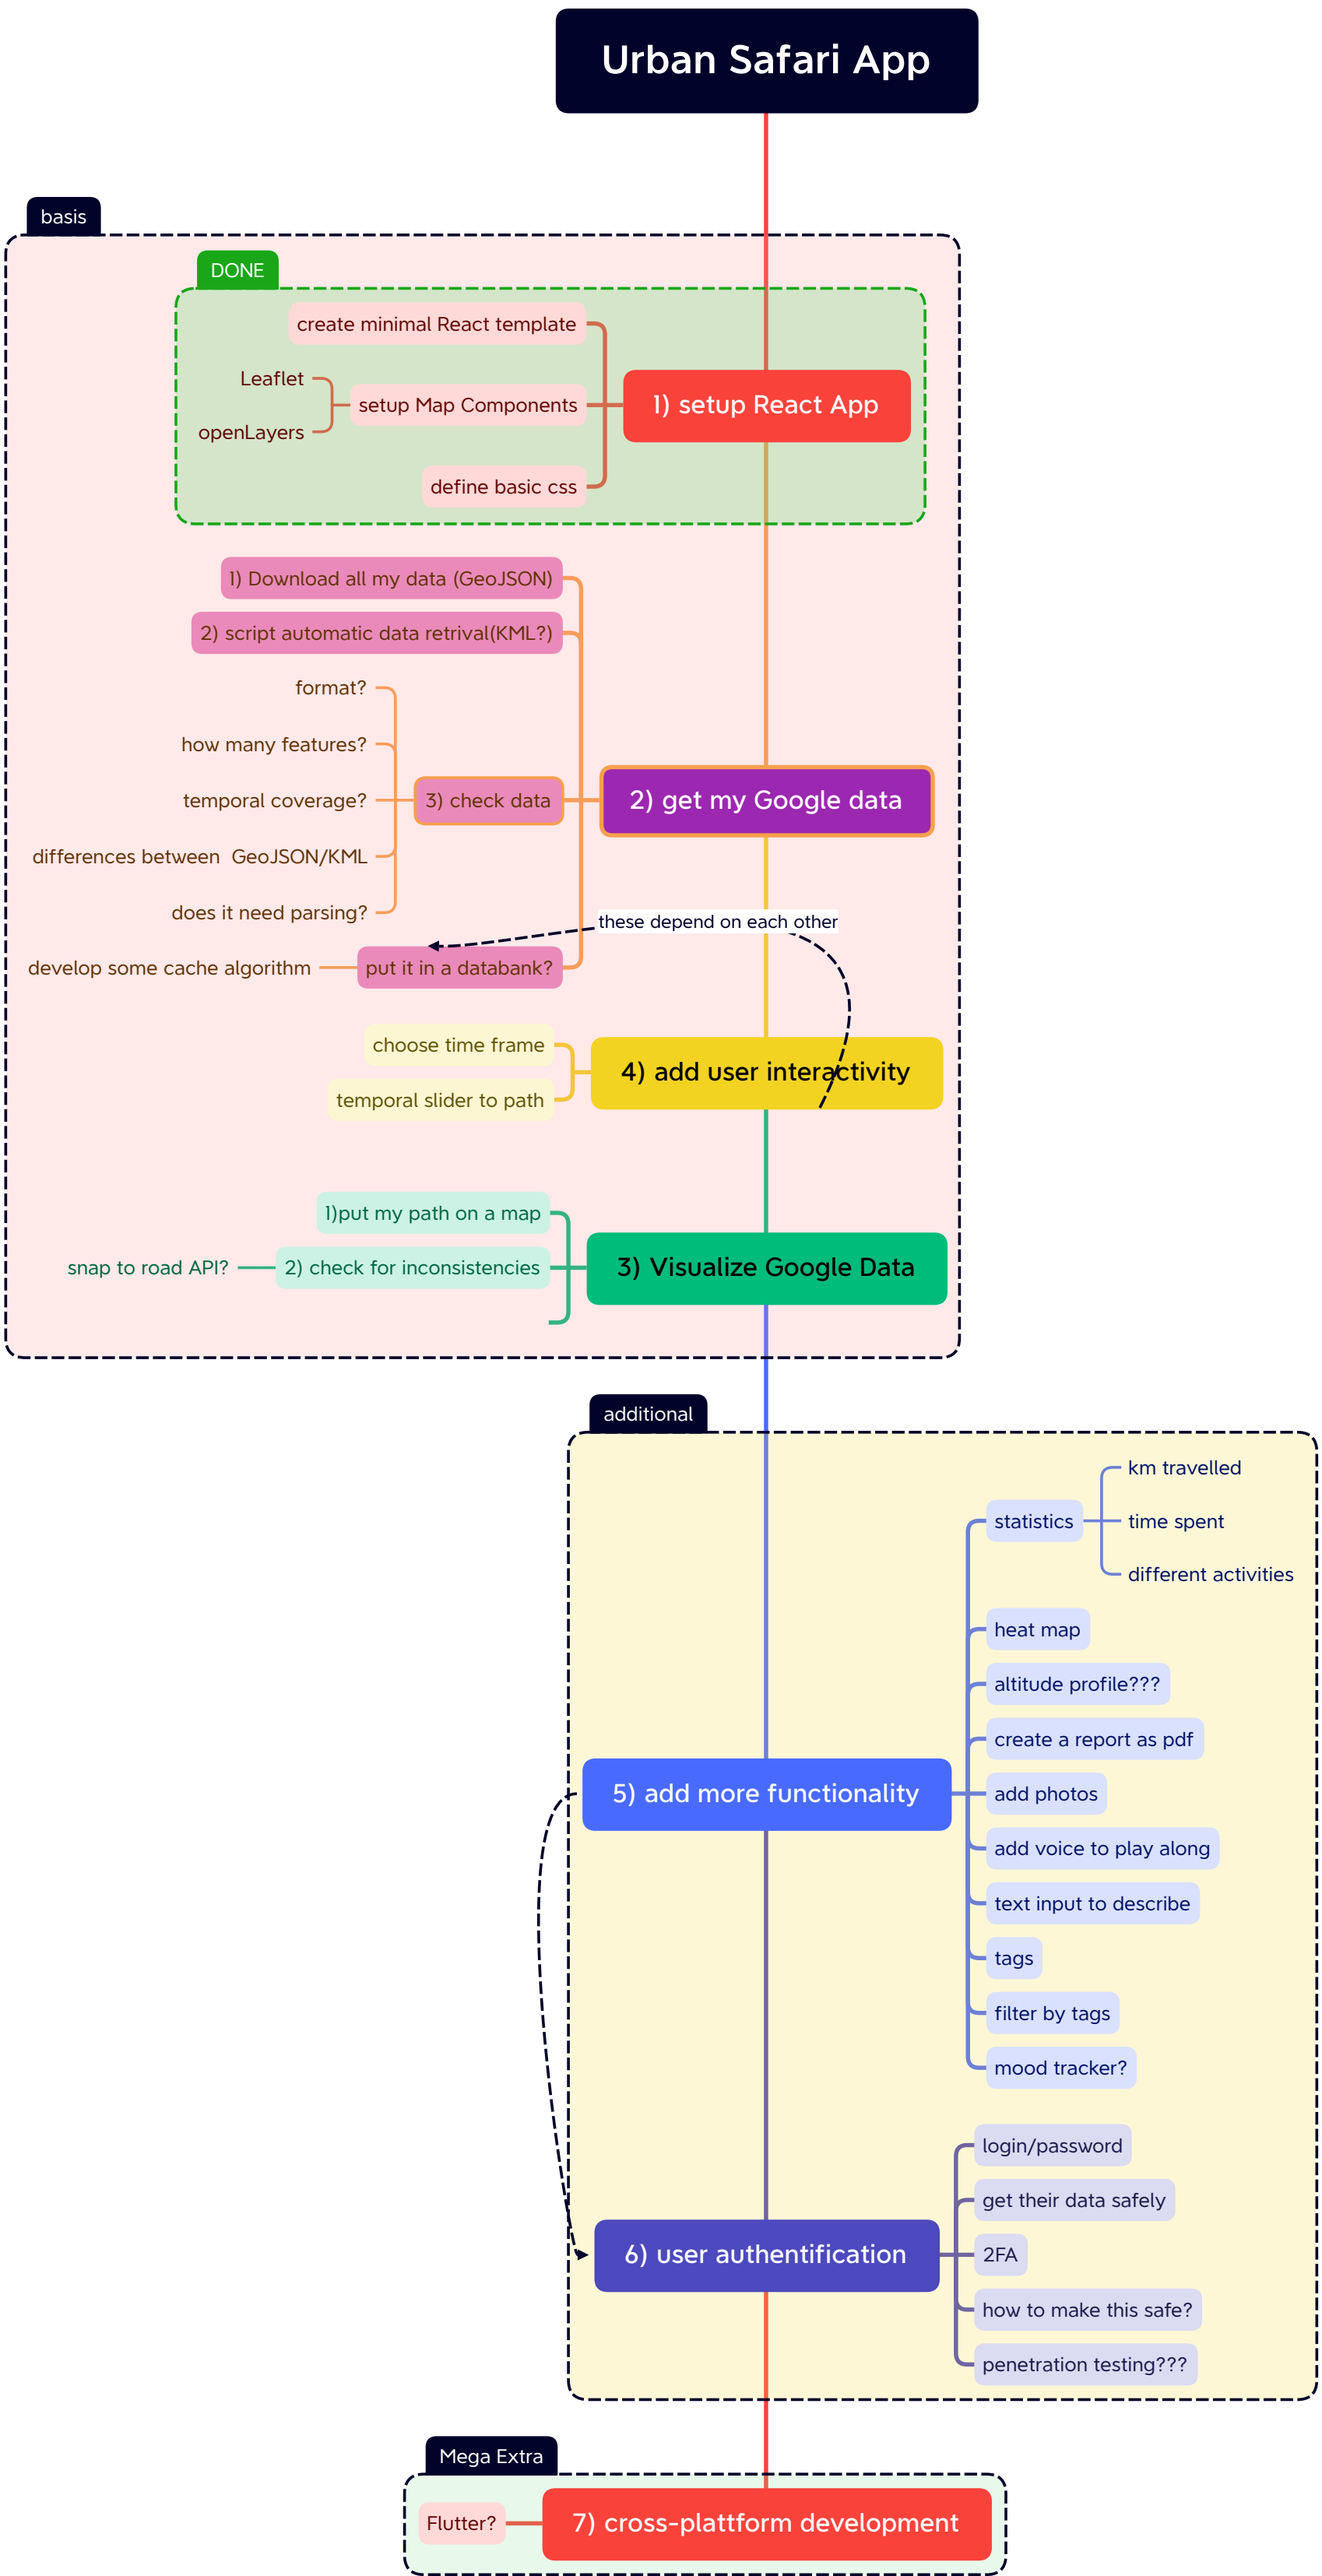 Urban Safari App
basis
DONE
create minimal React template
Leaflet
setup Map Components
openLayers
define basic css
1) setup React App
1) Download all my data (GeoJSON)
2) script automatic data retrival(KML?)
format?
how many features?
temporal coverage?
differences between  GeoJSON/KML
does it need parsing?
3) check data
2) get my Google data
these depend on each other
develop some cache algorithm
put it in a databank?
choose time frame
temporal slider to path
4) add user interactivity
1)put my path on a map
snap to road API?
2) check for inconsistencies
3) Visualize Google Data
additional
km travelled
statistics
time spent
different activities
heat map
altitude profile???
create a report as pdf
5) add more functionality
add photos
add voice to play along
text input to describe
tags
filter by tags
mood tracker?
login/password
get their data safely
6) user authentification
2FA
how to make this safe?
penetration testing???
Mega Extra
Flutter?
7) cross-plattform development